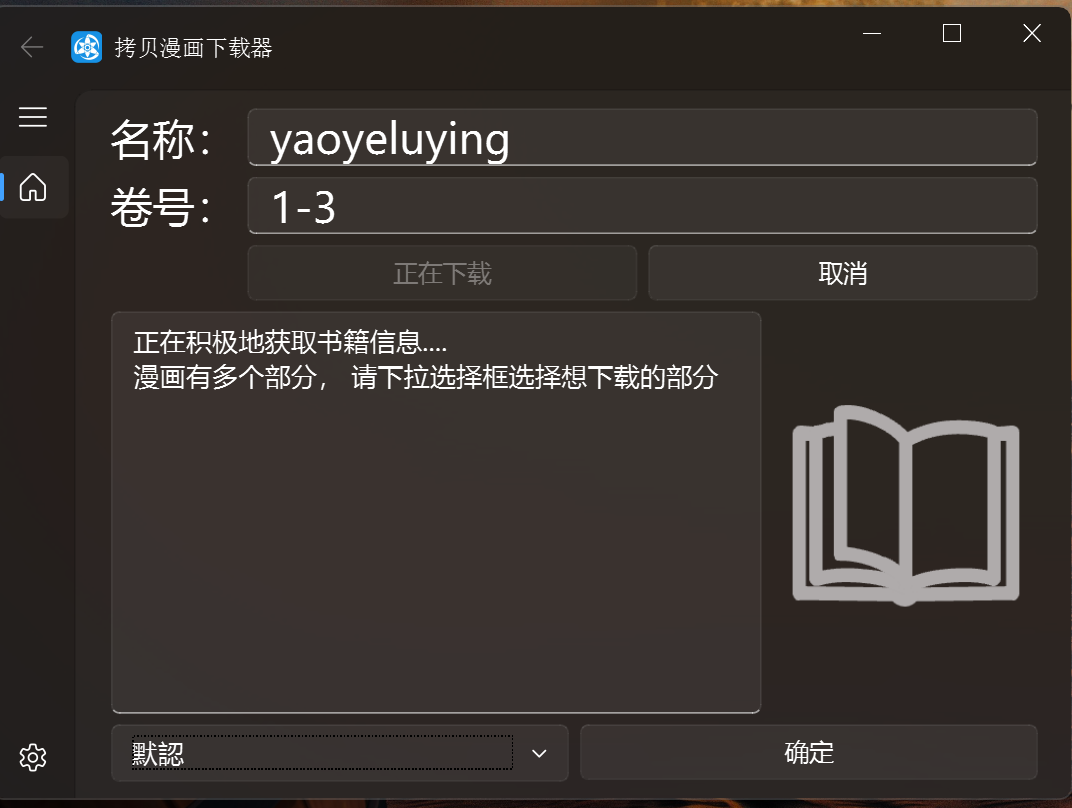 拷贝漫画下载器
名称： yaoyeluying
卷号： 1-3
正在下载 取消
正在积极地获取书籍信息....
漫画有多个部分， 请下拉选择框选择想下载的部分
默認 确定